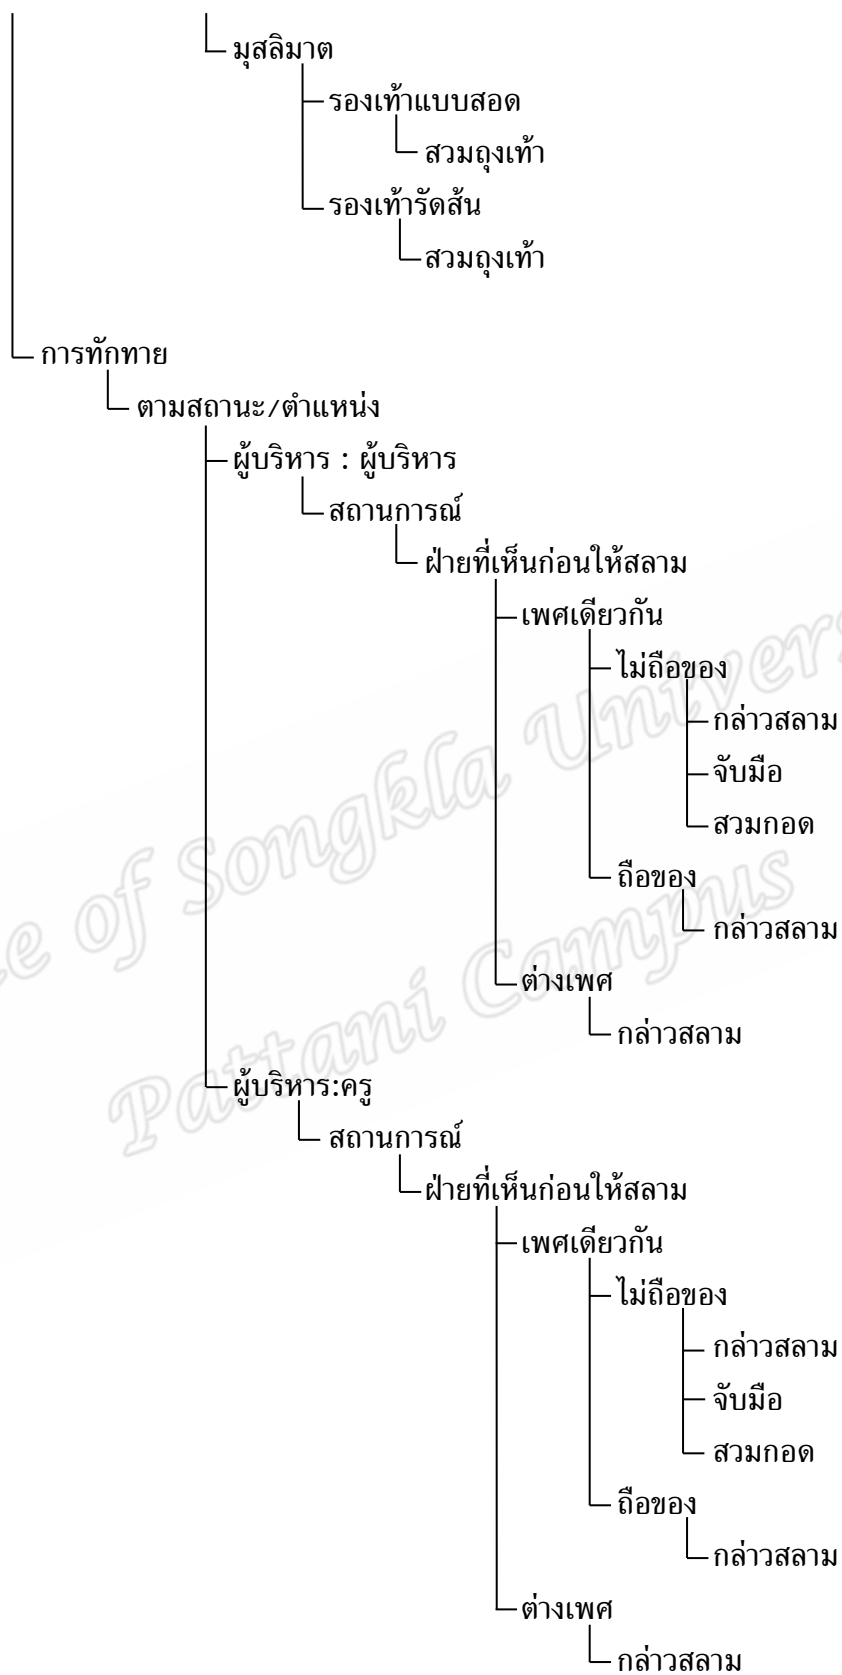 มุสลิมาต
รองเท้าแบบสอด
สวมถุงเท้า
รองเท้ารัดส้น
สวมถุงเท้า
การทักทาย
ตามสถานะ/ตำแหน่ง
ผู้บริหาร : ผู้บริหาร
สถานการณ์
ฝ่ายที่เห็นก่อนให้สลาม
เพศเดียวกัน
ไม่ถือของ
กล่าวสลาม
จับมือ
สวมกอด
ถือของ
กล่าวสลาม
ต่างเพศ
กล่าวสลาม
ผู้บริหาร:ครู
สถานการณ์
ฝ่ายที่เห็นก่อนให้สลาม
เพศเดียวกัน
ไม่ถือของ
กล่าวสลาม
จับมือ
สวมกอด
ถือของ
กล่าวสลาม
ต่างเพศ
กล่าวสลาม
of Songkla Univers
Pattani Campus